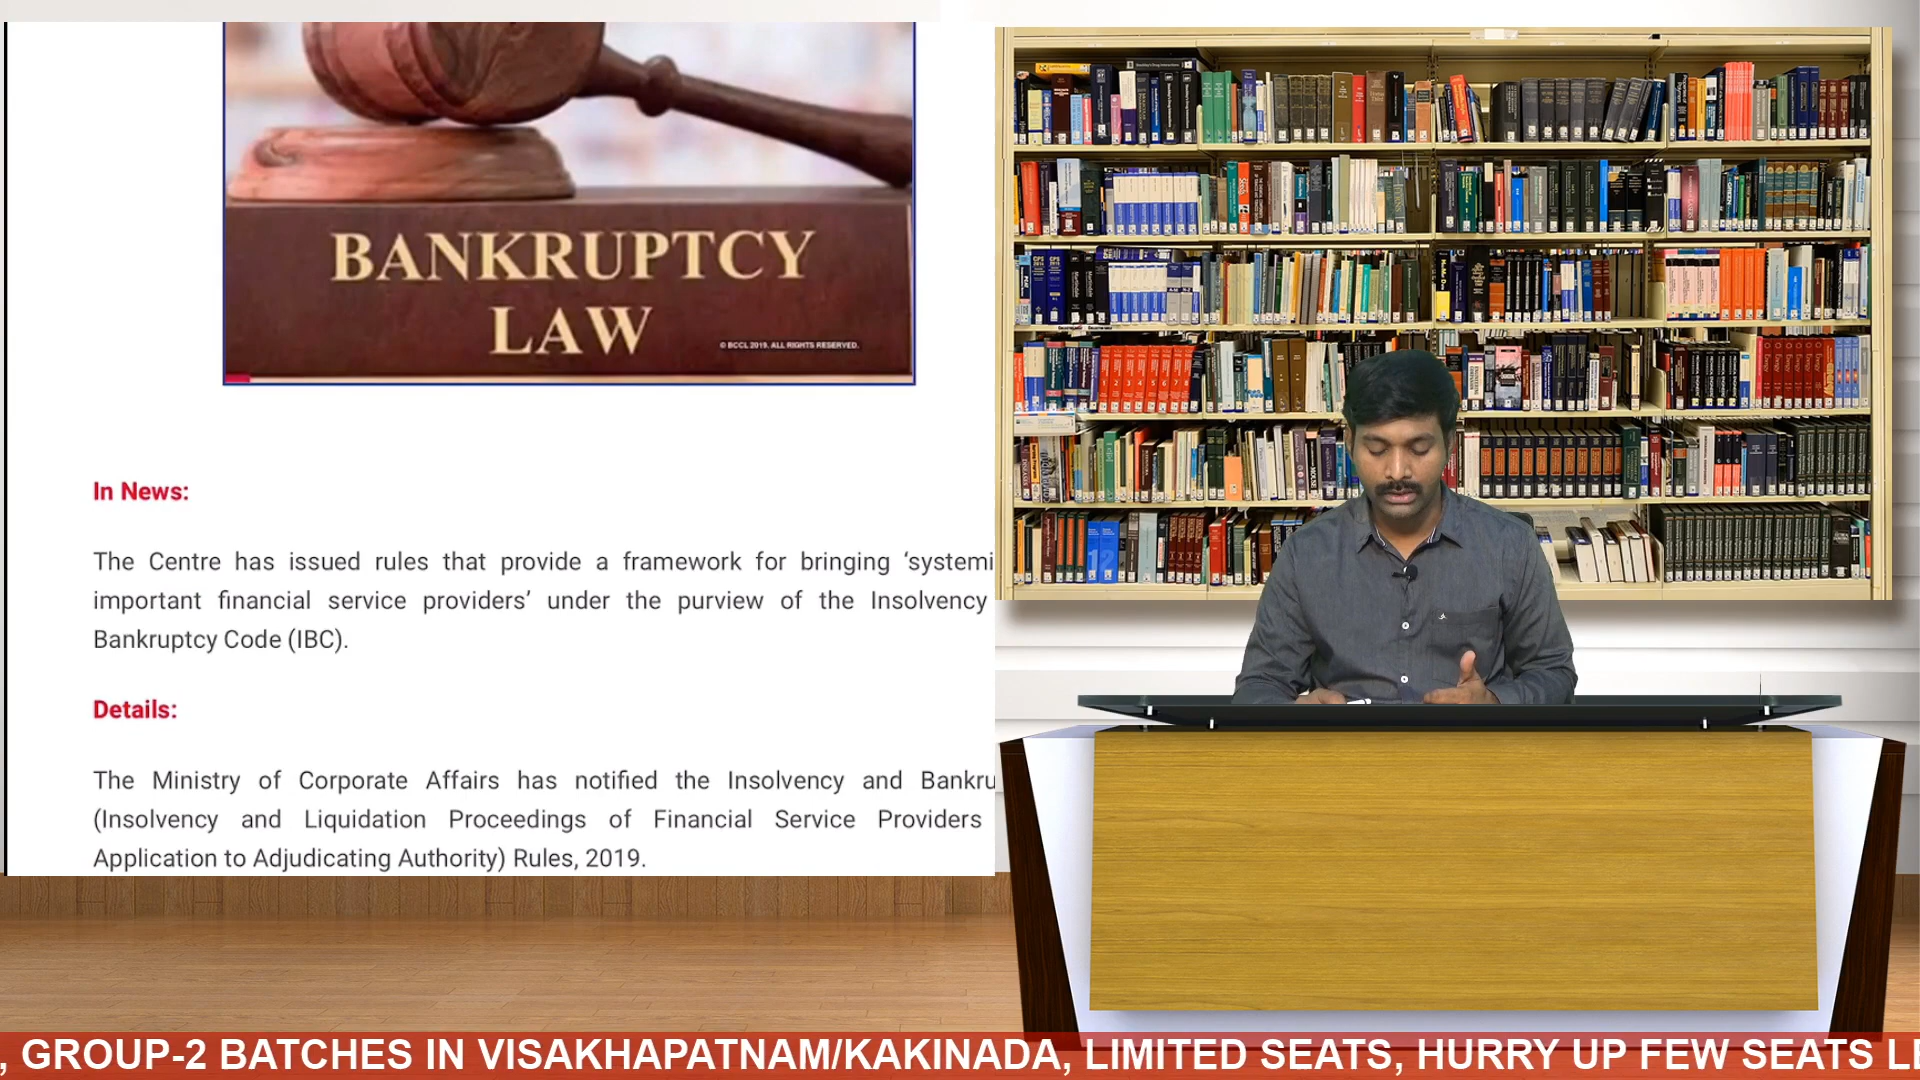 BANKRUPTCY
LAW
© BCCL 2019. ALL RIGHTS RESERVED.
In News:
The Centre has issued rules that provide a framework for bringing ‘systemi
important financial service providers’ under the purview of the Insolvency
Bankruptcy Code (IBC).
Details:
The Ministry of Corporate Affairs has notified the Insolvency and Bankru
(Insolvency and Liquidation Proceedings of Financial Service Providers
Application to Adjudicating Authority) Rules, 2019.
, GROUP-2 BATCHES IN VISAKHAPATNAM/KAKINADA, LIMITED SEATS, HURRY UP FEW SEATS LE